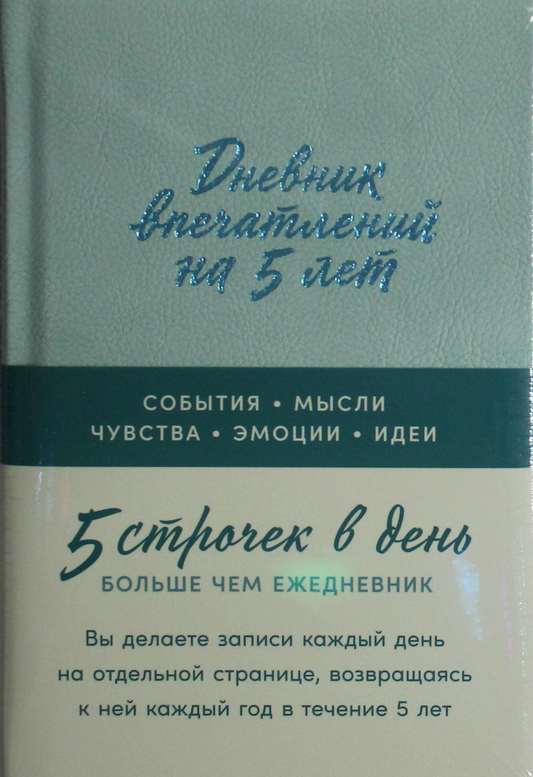 Дневник
впечатлений
на 5 лет
СОБЫТИЯ • МЫСЛИ
ЧУВСТВА • ЭМОЦИИ • ИДЕИ
5 строчек в день
БОЛЬШЕ ЧЕМ ЕЖЕДНЕВНИК
Вы делаете записи каждый день
на отдельной странице, возвращаясь
к ней каждый год в течение 5 лет